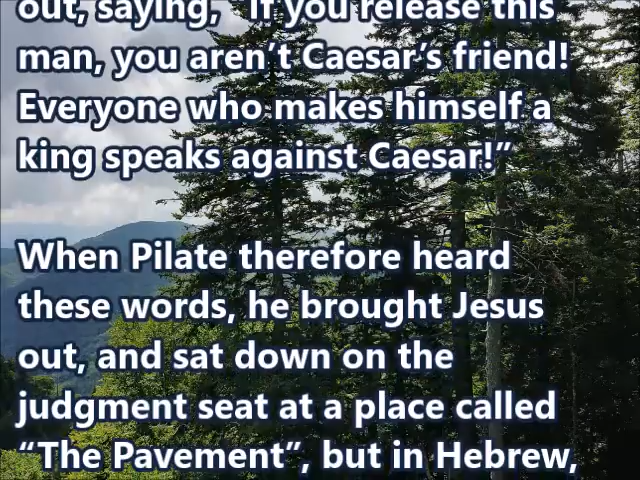 out, saying, “If you release this
man, you aren’t Caesar’s friend!
Everyone who makes himself a
king speaks against Caesar!”
When Pilate therefore heard
these words, he brought Jesus
out, and sat down on the
judgment seat at a place called
“The Pavement”, but in Hebrew,